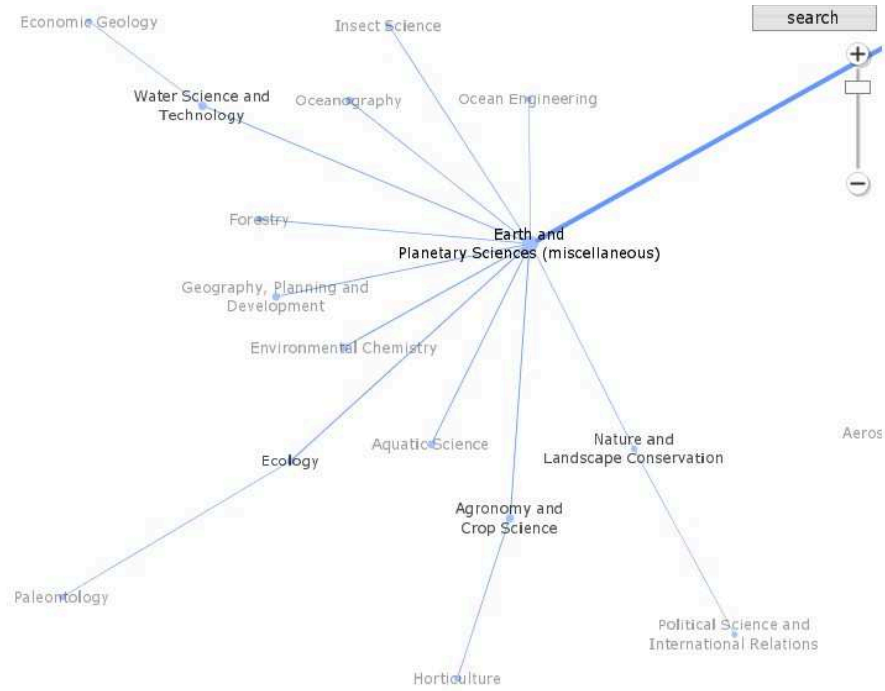 search
Economic Geology
Insect Science
Water Science and
Technology
Oceanography
Ocean Engineering
Forestry
Earth and
Planetary Sciences (miscellaneous)
Geography, Planning and
Development
Environmental Chemistry
Aquatic Science
Nature and
Landscape Conservation
Aeros
Ecology
Agronomy and
Crop Science
Paleontology
Political Science and
International Relations
Horticulture